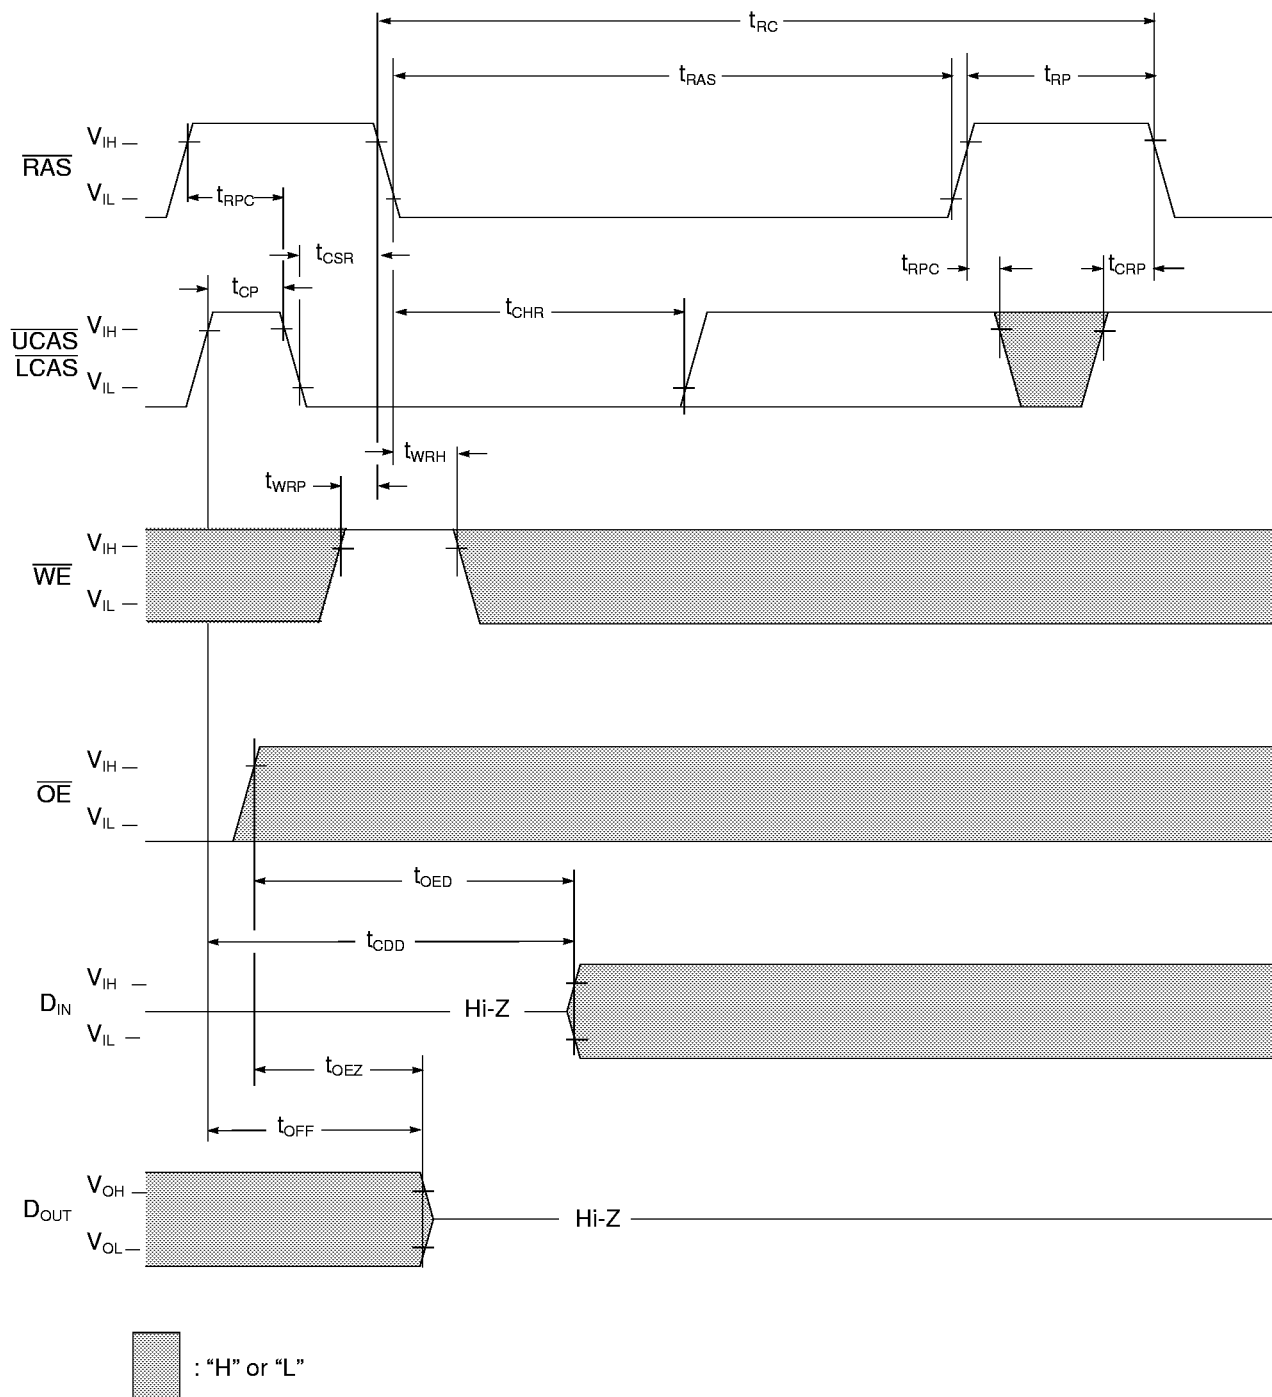 tRC
tRAS
tRP
VIH
RAS
VIL
tRPC
tCSR
tRPC
tCRP
tCP
tCHR
VIH
UCAS
LCAS
VIL
tWRH
tWRP
VIH
WE
VIL
VIH
OE
VIL
tOED
tCDD
VIH
DIN
Hi-Z
VIL
tOEZ
tOFF
VOH
DOUT
Hi-Z
VOL
: “H” or “L”